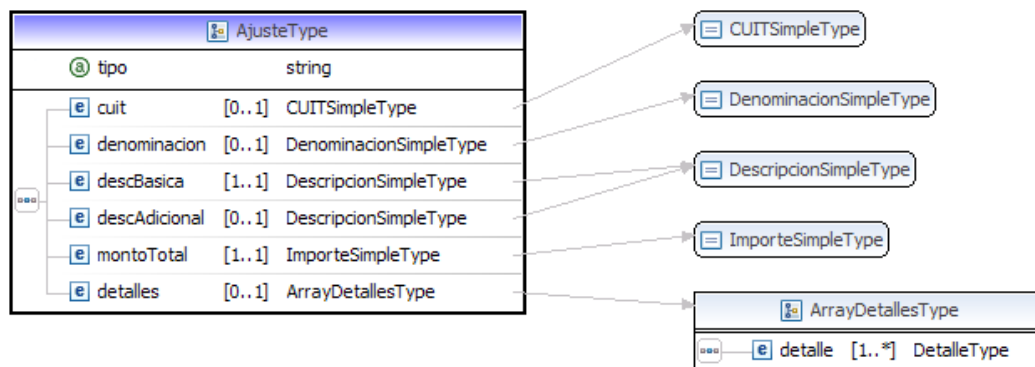 AjusteType
tipo string
cuit [0..1] CUITSimpleType
denominacion [0..1] DenominacionSimpleType
descBasica [1..1] DescripcionSimpleType
descAdicional [0..1] DescripcionSimpleType
montoTotal [1..1] ImporteSimpleType
detalles [0..1] ArrayDetallesType
CUITSimpleType
DenominacionSimpleType
DescripcionSimpleType
ImporteSimpleType
ArrayDetallesType
detalle [1..*] DetalleType